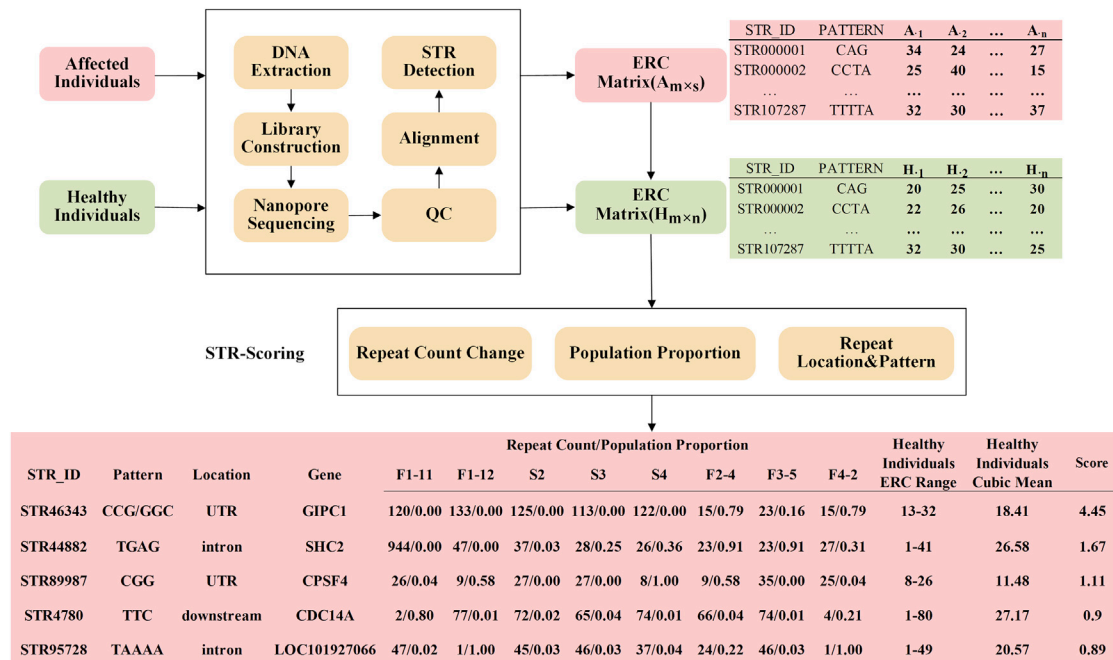 Affected
Individuals
Healthy
Individuals
DNA
Extraction
Library
Construction
Nanopore
Sequencing
QC
Alignment
STR
Detection
ERC
Matrix(Am×s)
ERC
Matrix(Hm×n)
STR_ID PATTERN A·1 A·2 ... A·n
STR000001 CAG 34 24 ... 27
STR000002 CCTA 25 40 ... 15
... ... ... ... ... ...
STR107287 TTTTA 32 30 ... 37
STR_ID PATTERN H·1 H·2 ... H·n
STR000001 CAG 20 25 ... 30
STR000002 CCTA 22 26 ... 20
... ... ... ... ... ...
STR107287 TTTTA 32 30 ... 25
STR-Scoring
Repeat Count Change
Population Proportion
Repeat
Location&Pattern
Repeat Count/Population Proportion
STR_ID Pattern Location Gene F1-11 F1-12 S2 S3 S4 F2-4 F3-5 F4-2
Healthy
Individuals
ERC Range
Healthy
Individuals
Cubic Mean
Score
STR46343 CCG/GGC UTR GIPC1 120/0.00 133/0.00 125/0.00 113/0.00 122/0.00 15/0.79 23/0.16 15/0.79 13-32 18.41 4.45
STR44882 TGAG intron SHC2 944/0.00 47/0.00 37/0.03 28/0.25 26/0.36 23/0.91 23/0.91 27/0.31 1-41 26.58 1.67
STR89987 CGG UTR CPSF4 26/0.04 9/0.58 27/0.00 27/0.00 8/1.00 9/0.58 35/0.00 25/0.04 8-26 11.48 1.11
STR4780 TTC downstream CDC14A 2/0.80 77/0.01 72/0.02 65/0.04 74/0.01 66/0.04 74/0.01 4/0.21 1-80 27.17 0.9
STR95728 TAAAA intron LOC101927066 47/0.02 1/1.00 45/0.03 46/0.03 37/0.04 24/0.22 46/0.03 1/1.00 1-49 20.57 0.89